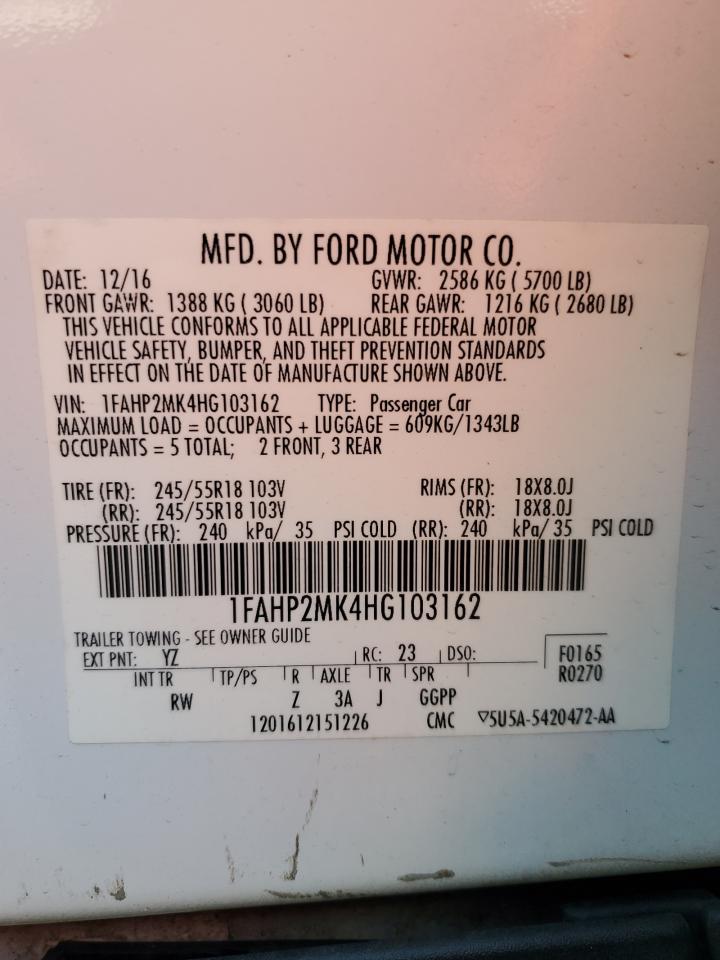 MFD. BY FORD MOTOR CO.
DATE: 12/16 GVWR: 2586 KG ( 5700 LB)
FRONT GAWR: 1388 KG ( 3060 LB) REAR GAWR: 1216 KG ( 2680 LB)
THIS VEHICLE CONFORMS TO ALL APPLICABLE FEDERAL MOTOR
VEHICLE SAFETY, BUMPER, AND THEFT PREVENTION STANDARDS
IN EFFECT ON THE DATE OF MANUFACTURE SHOWN ABOVE.
VIN: 1FAHP2MK4HG103162 TYPE: Passenger Car
MAXIMUM LOAD = OCCUPANTS + LUGGAGE = 609KG/1343LB
OCCUPANTS = 5 TOTAL; 2 FRONT, 3 REAR
TIRE (FR): 245/55R18 103V RIMS (FR): 18X8.0J
(RR): 245/55R18 103V (RR): 18X8.0J
PRESSURE (FR): 240 kPa/ 35 PSI COLD (RR): 240 kPa/ 35 PSI COLD
1FAHP2MK4HG103162
TRAILER TOWING - SEE OWNER GUIDE
EXT PNT: YZ RC: 23 DSO: F0165
INT TR TP/PS R AXLE TR SPR R0270
RW Z 3A J GGPP
1201612151226 CMC ▽5U5A-5420472-AA